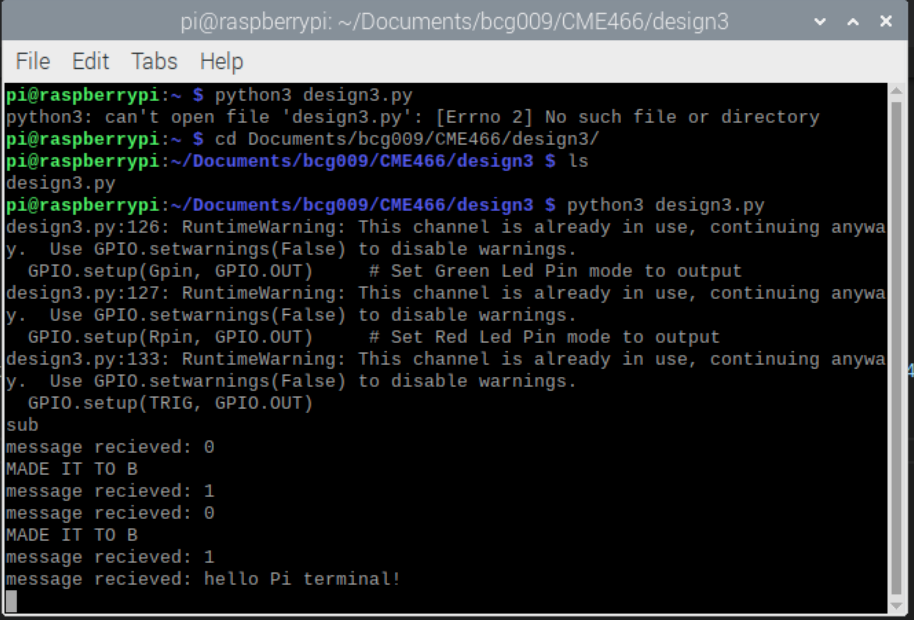 pi@raspberrypi: ~/Documents/bcg009/CME466/design3
File Edit Tabs Help
pi@raspberrypi:~ $ python3 design3.py
python3: can't open file 'design3.py': [Errno 2] No such file or directory
pi@raspberrypi:~ $ cd Documents/bcg009/CME466/design3/
pi@raspberrypi:~/Documents/bcg009/CME466/design3 $ ls
design3.py
pi@raspberrypi:~/Documents/bcg009/CME466/design3 $ python3 design3.py
design3.py:126: RuntimeWarning: This channel is already in use, continuing anywa
y.  Use GPIO.setwarnings(False) to disable warnings.
  GPIO.setup(Gpin, GPIO.OUT)     # Set Green Led Pin mode to output
design3.py:127: RuntimeWarning: This channel is already in use, continuing anywa
y.  Use GPIO.setwarnings(False) to disable warnings.
  GPIO.setup(Rpin, GPIO.OUT)     # Set Red Led Pin mode to output
design3.py:133: RuntimeWarning: This channel is already in use, continuing anywa
y.  Use GPIO.setwarnings(False) to disable warnings.
  GPIO.setup(TRIG, GPIO.OUT)
sub
message recieved: 0
MADE IT TO B
message recieved: 1
message recieved: 0
MADE IT TO B
message recieved: 1
message recieved: hello Pi terminal!